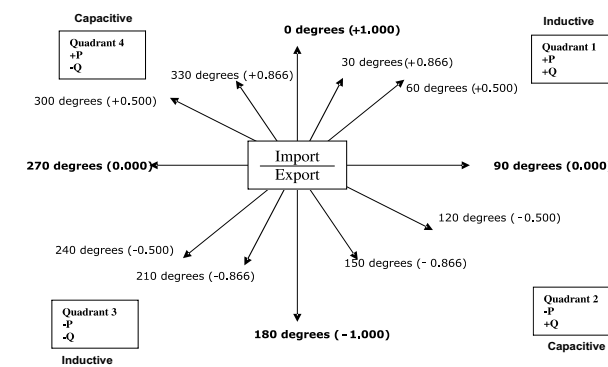 Capacitive
Inductive
0 degrees (+1.000)
Quadrant 4
+P
-Q
Quadrant 1
+P
+Q
330 degrees (+0.866)
30 degrees(+0.866)
60 degrees (+0.500)
300 degrees (+0.500)
270 degrees (0.000)
Import
Export
90 degrees (0.000
120 degrees (-0.500)
240 degrees (-0.500)
150 degrees (- 0.866)
210 degrees (-0.866)
Quadrant 3
-P
-Q
Quadrant 2
-P
+Q
180 degrees (-1.000)
Inductive
Capacitive